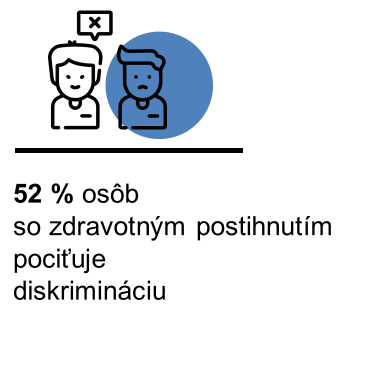 52 % osôb
so zdravotným postihnutím
pociťuje
diskrimináciu